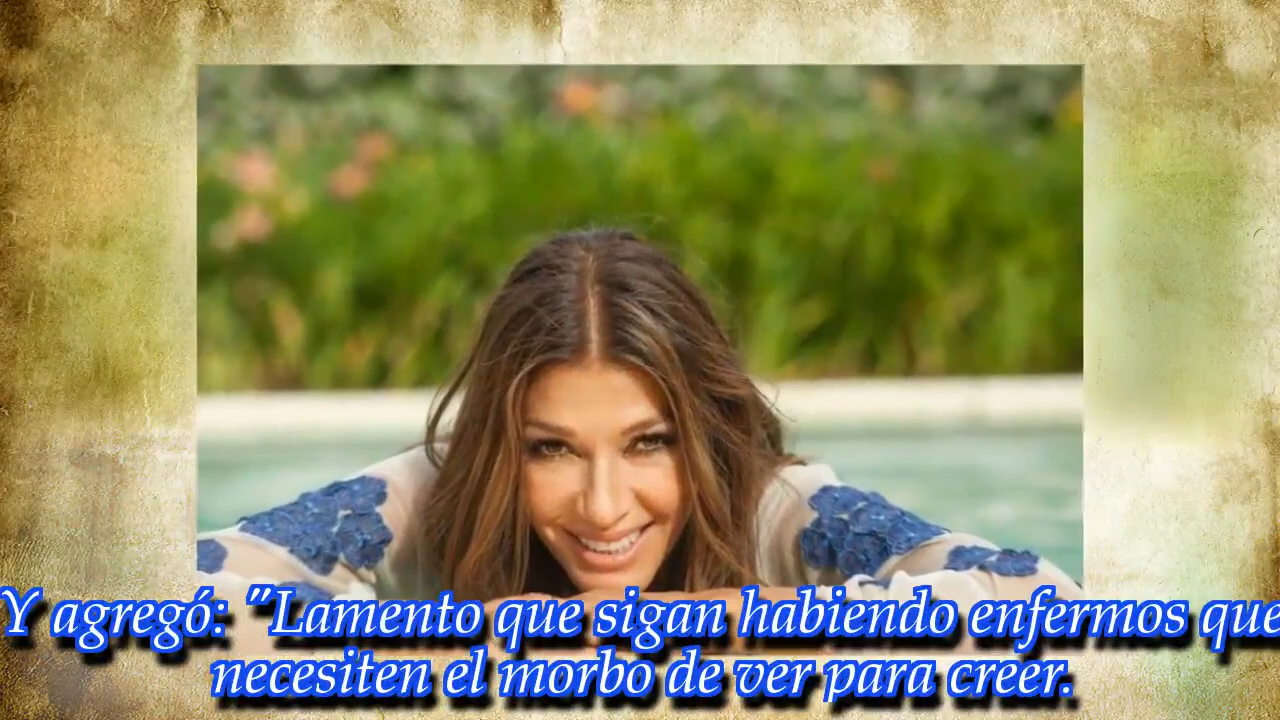 Y agregó: "Lamento que sigan habiendo enfermos que
necesiten el morbo de ver para creer.